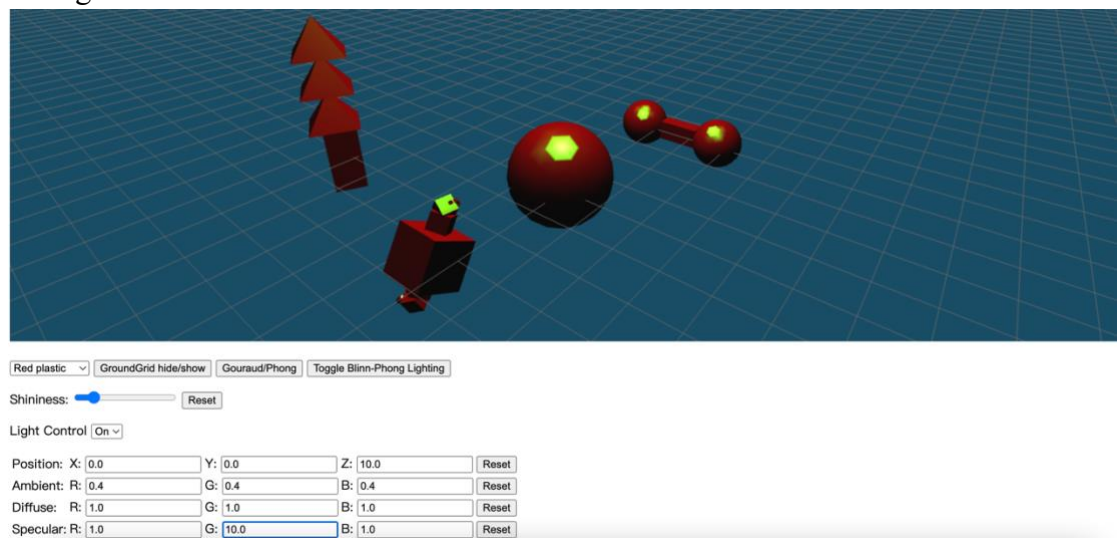 Red plastic GroundGrid hide/show Gouraud/Phong Toggle Blinn-Phong Lighting
Shininess: Reset
Light Control On
Position: X: 0.0 Y: 0.0 Z: 10.0 Reset
Ambient: R: 0.4 G: 0.4 B: 0.4 Reset
Diffuse: R: 1.0 G: 1.0 B: 1.0 Reset
Specular: R: 1.0 G: 10.0 B: 1.0 Reset